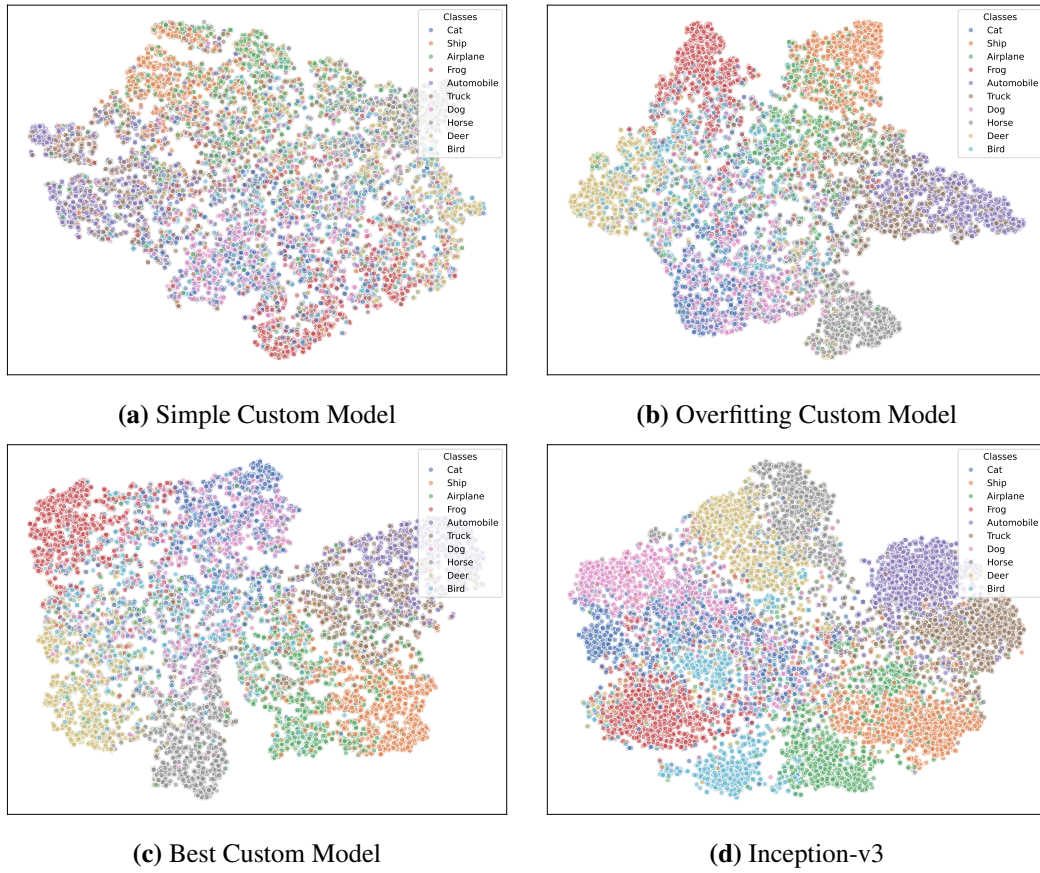 Classes
Cat
Ship
Airplane
Frog
Automobile
Truck
Dog
Horse
Deer
Bird
(a) Simple Custom Model
Classes
Cat
Ship
Airplane
Frog
Automobile
Truck
Dog
Horse
Deer
Bird
(b) Overfitting Custom Model
Classes
Cat
Ship
Airplane
Frog
Automobile
Truck
Dog
Horse
Deer
Bird
(c) Best Custom Model
Classes
Cat
Ship
Airplane
Frog
Automobile
Truck
Dog
Horse
Deer
Bird
(d) Inception-v3